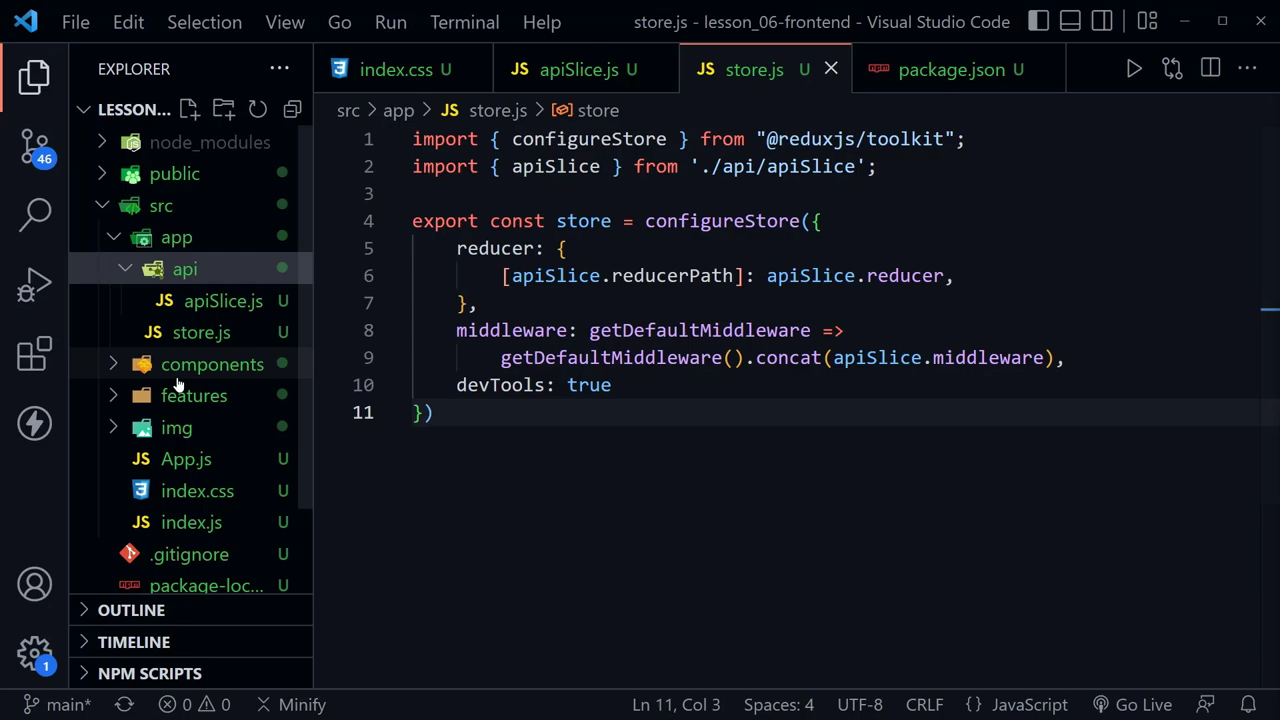 File Edit Selection View Go Run Terminal Help store.js - lesson_06-frontend - Visual Studio Code
EXPLORER
index.css U
JS apiSlice.js U
JS store.js U
package.json U
LESSON...
src > app > JS store.js > store
46
node_modules
public
src
app
api
JS apiSlice.js U
JS store.js U
components
features
img
JS App.js U
index.css U
JS index.js U
.gitignore U
package-loc... U
OUTLINE
TIMELINE
NPM SCRIPTS
1
1 import { configureStore } from "@reduxjs/toolkit";
2 import { apiSlice } from './api/apiSlice';
3
4 export const store = configureStore({
5 reducer: {
6 [apiSlice.reducerPath]: apiSlice.reducer,
7 },
8 middleware: getDefaultMiddleware =>
9 getDefaultMiddleware().concat(apiSlice.middleware),
10 devTools: true
11 })
main* 0 0 Minify Ln 11, Col 3 Spaces: 4 UTF-8 CRLF {} JavaScript Go Live